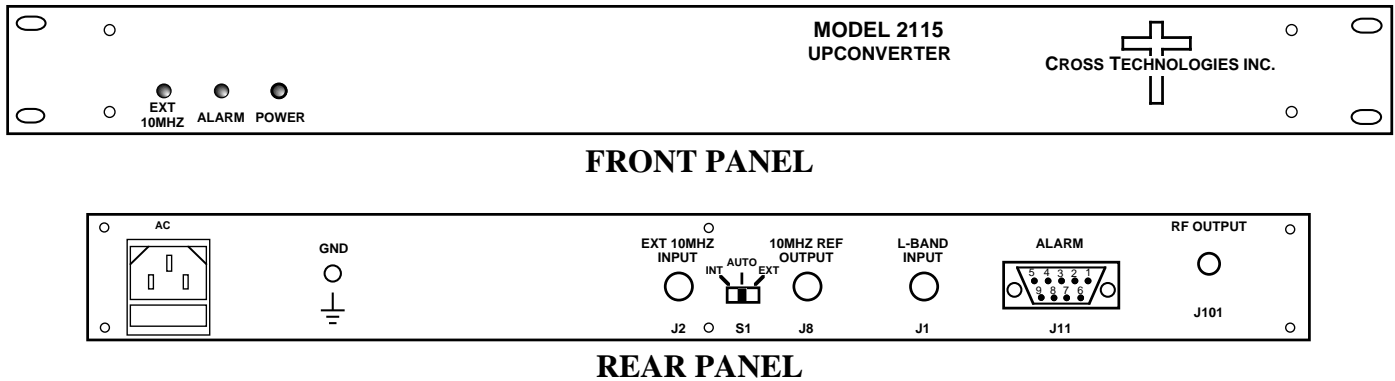 MODEL 2115
UPCONVERTER
CROSS TECHNOLOGIES INC.
EXT
10MHZ
ALARM
POWER
FRONT PANEL
AC
GND
EXT 10MHZ
INPUT
INT
AUTO
EXT
10MHZ REF
OUTPUT
L-BAND
INPUT
ALARM
5 4 3 2 1
9 8 7 6
RF OUTPUT
J2
S1
J8
J1
J11
J101
REAR PANEL